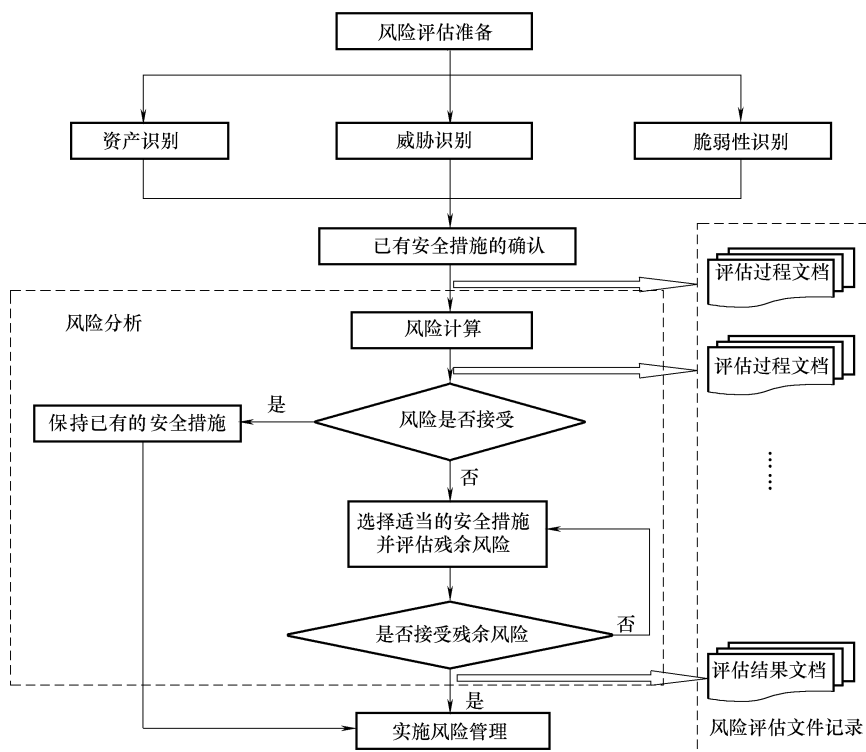 风险评估准备
资产识别
威胁识别
脆弱性识别
已有安全措施的确认
评估过程文档
风险分析
风险计算
评估过程文档
是
保持已有的安全措施
风险是否接受
否
选择适当的安全措施
并评估残余风险
是否接受残余风险
否
评估结果文档
是
实施风险管理
风险评估文件记录